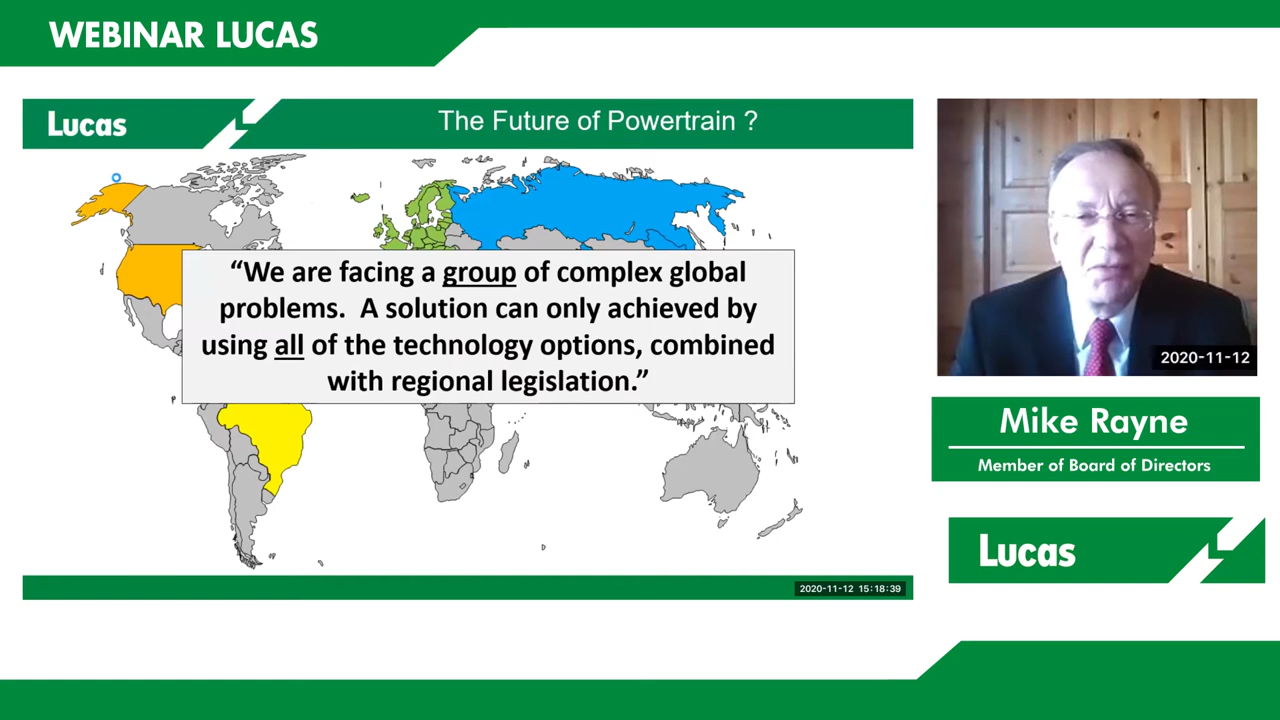 WEBINAR LUCAS
Lucas
The Future of Powertrain ?
“We are facing a group of complex global
problems.  A solution can only achieved by
using all of the technology options, combined
with regional legislation.”
2020-11-12 15:18:39
2020-11-12
Mike Rayne
Member of Board of Directors
Lucas